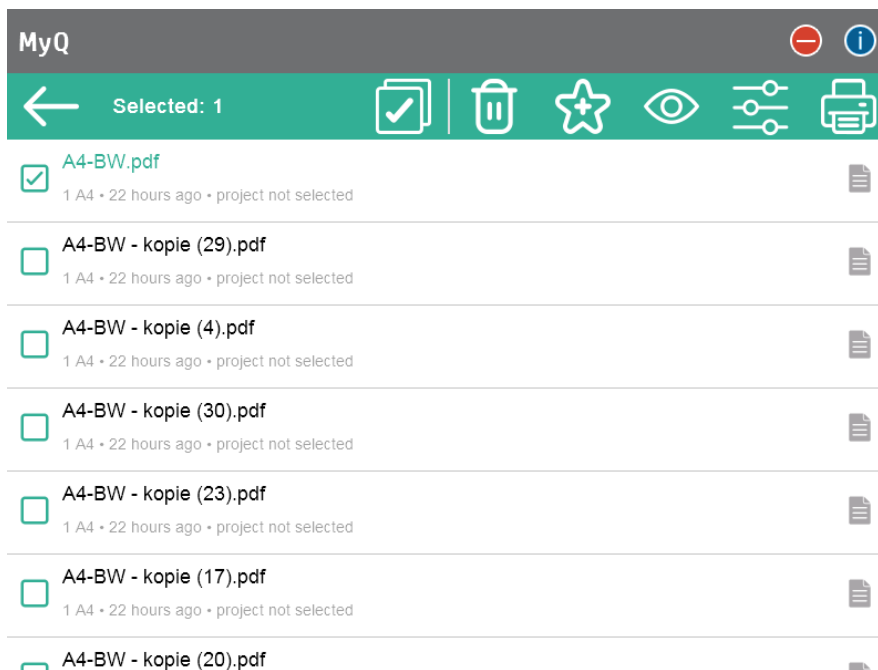 MyQ
Selected: 1
A4-BW.pdf
1 A4 • 22 hours ago • project not selected
A4-BW - kopie (29).pdf
1 A4 • 22 hours ago • project not selected
A4-BW - kopie (4).pdf
1 A4 • 22 hours ago • project not selected
A4-BW - kopie (30).pdf
1 A4 • 22 hours ago • project not selected
A4-BW - kopie (23).pdf
1 A4 • 22 hours ago • project not selected
A4-BW - kopie (17).pdf
1 A4 • 22 hours ago • project not selected
A4-BW - kopie (20).pdf